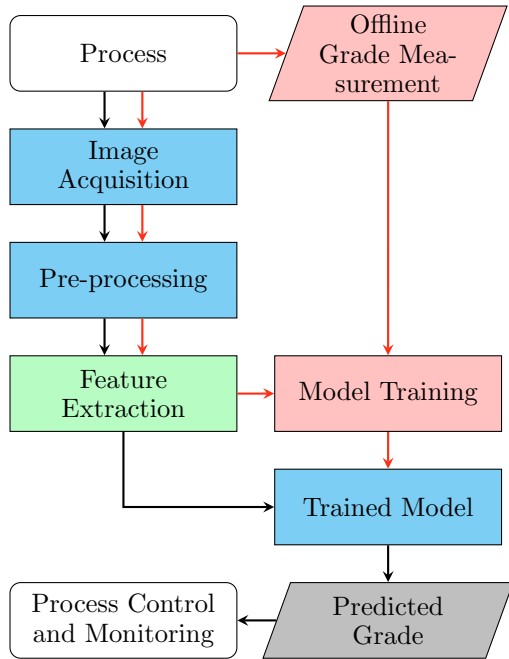 Process
Offline
Grade Mea-
surement
Image
Acquisition
Pre-processing
Feature
Extraction
Model Training
Trained Model
Process Control
and Monitoring
Predicted
Grade